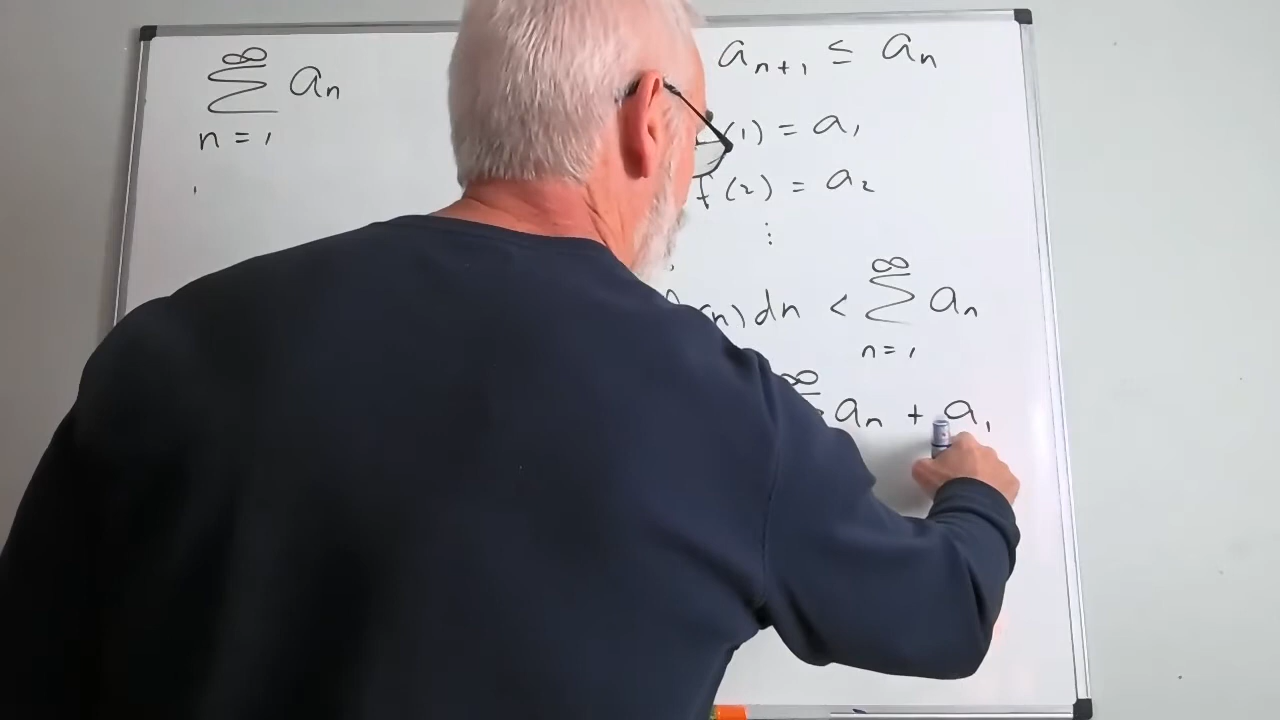 ∞
Σ aₙ
n = 1
aₙ₊₁ ≤ aₙ
(1) = a₁
f(2) = a₂
⋮
(n) dn < Σ aₙ
∞
n = 1
∞
aₙ + a₁